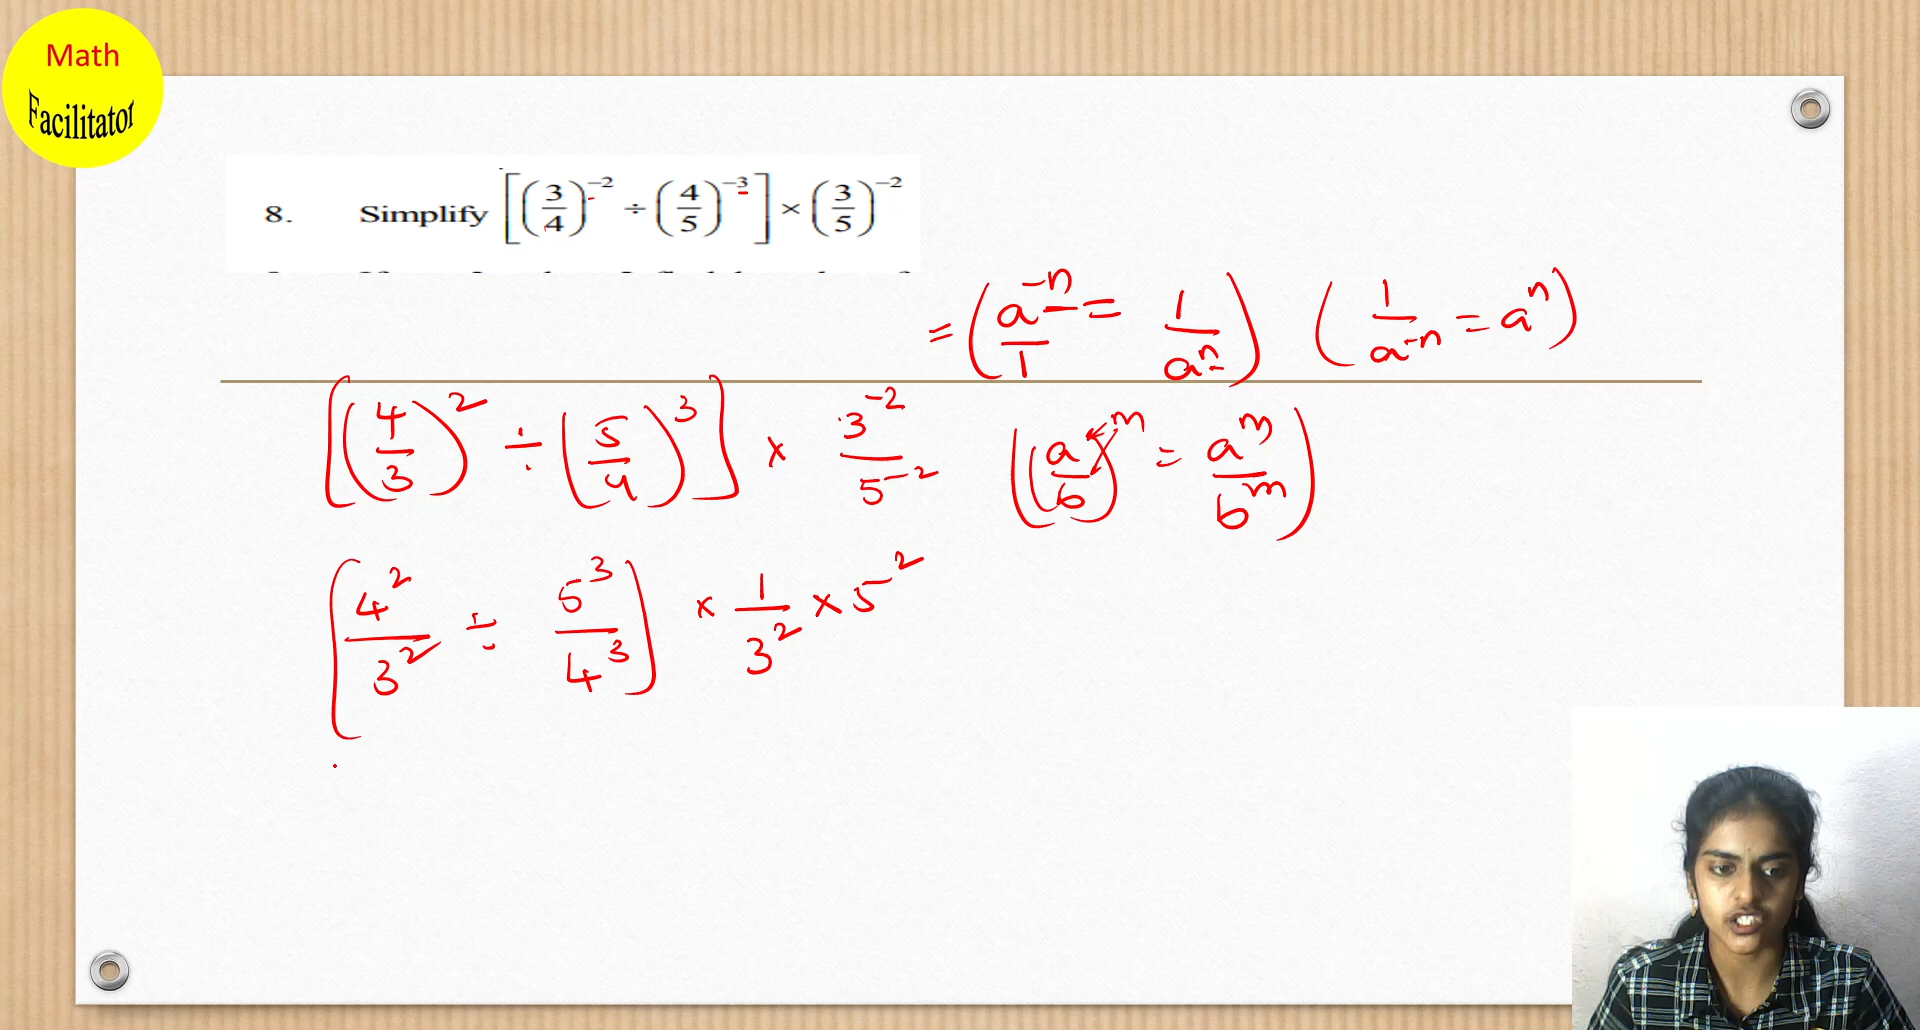 Math
Facilitator
8. Simplify [(3/4)^-2 ÷ (4/5)^-3] × (3/5)^-2
= (a^-n/1 = 1/a^n) (1/a^-n = a^n)
[(4/3)^2 ÷ (5/4)^3] × 3^-2/5^-2 ((a/b)^m = a^m/b^m)
[4^2/3^2 ÷ 5^3/4^3] × 1/3^2 × 5^2